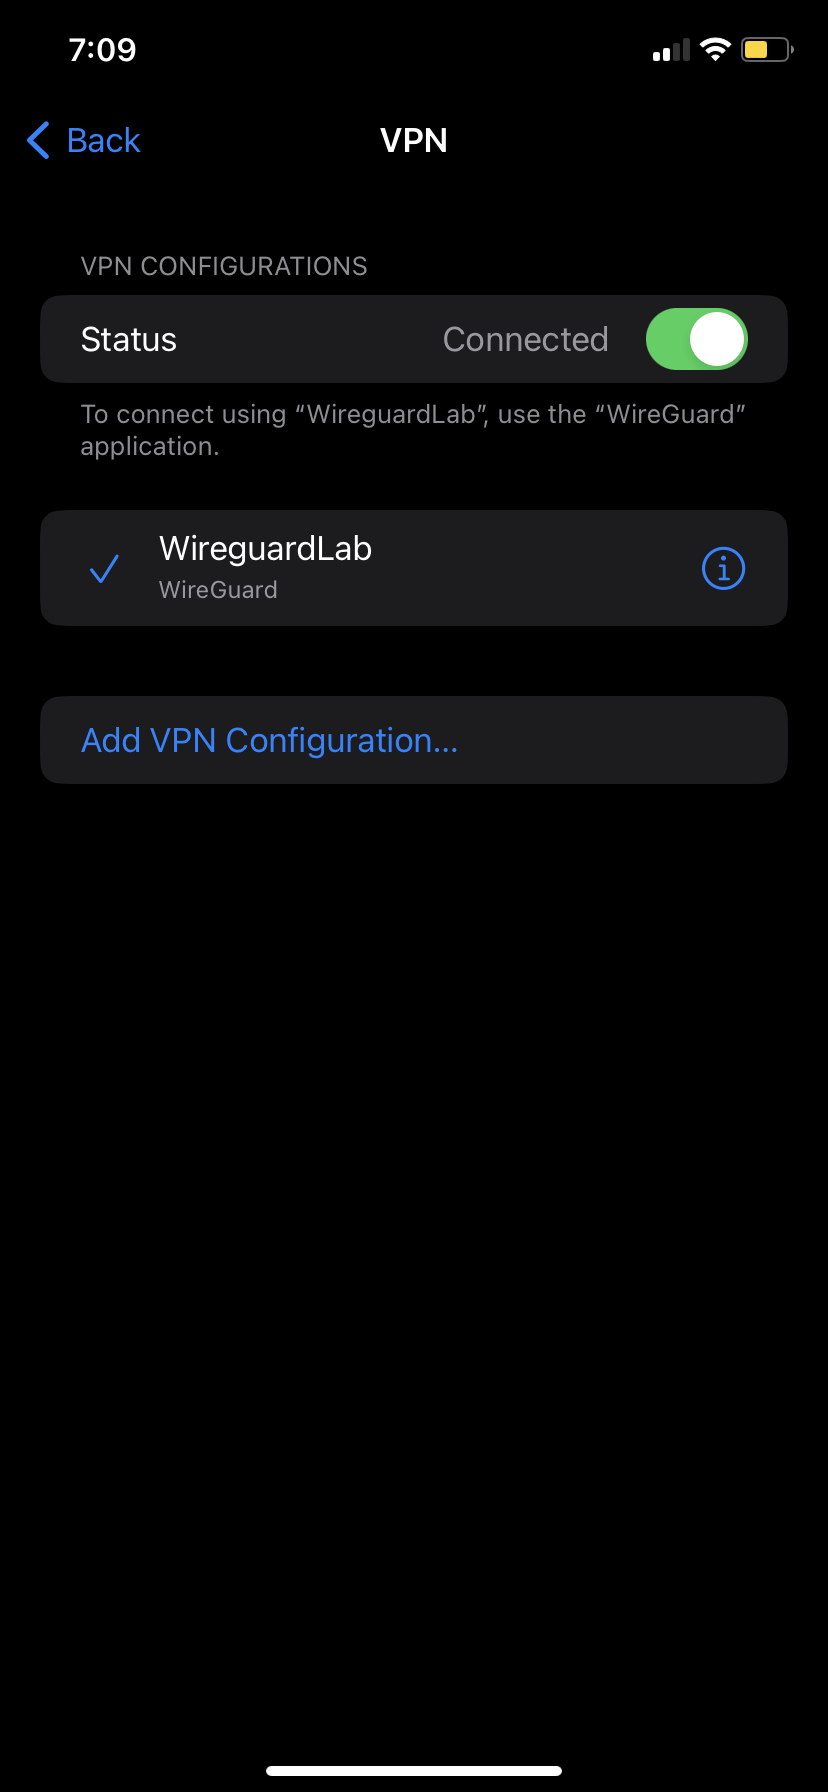 7:09
Back
VPN
VPN CONFIGURATIONS
Status
Connected
To connect using “WireguardLab”, use the “WireGuard”
application.
WireguardLab
WireGuard
Add VPN Configuration...